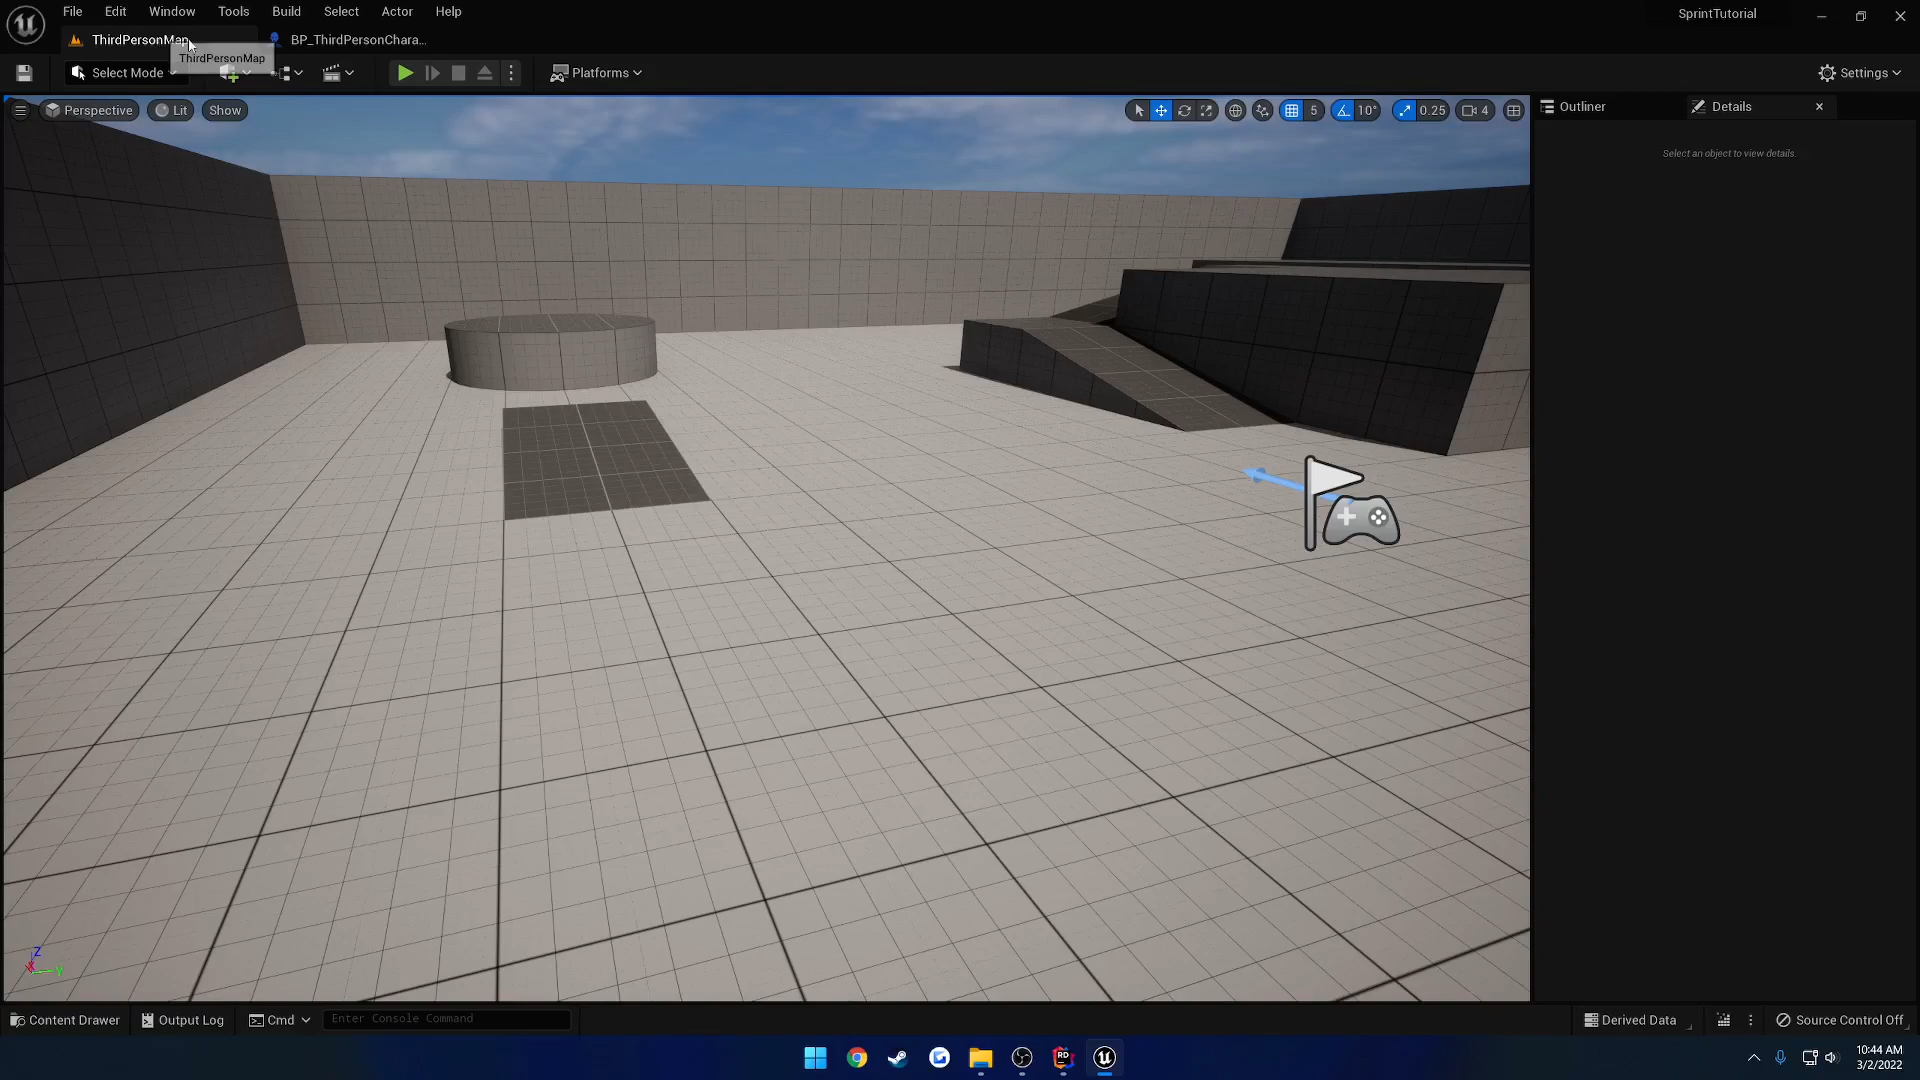 File Edit Window Tools Build Select Actor Help
SprintTutorial
ThirdPersonMap BP_ThirdPersonChara...
ThirdPersonMap
Select Mode Platforms Settings
Perspective Lit Show 5 10° 0.25 4 Outliner Details
Select an object to view details.
Z
X Y
Content Drawer Output Log Cmd Enter Console Command Derived Data Source Control Off
RD
10:44 AM
3/2/2022